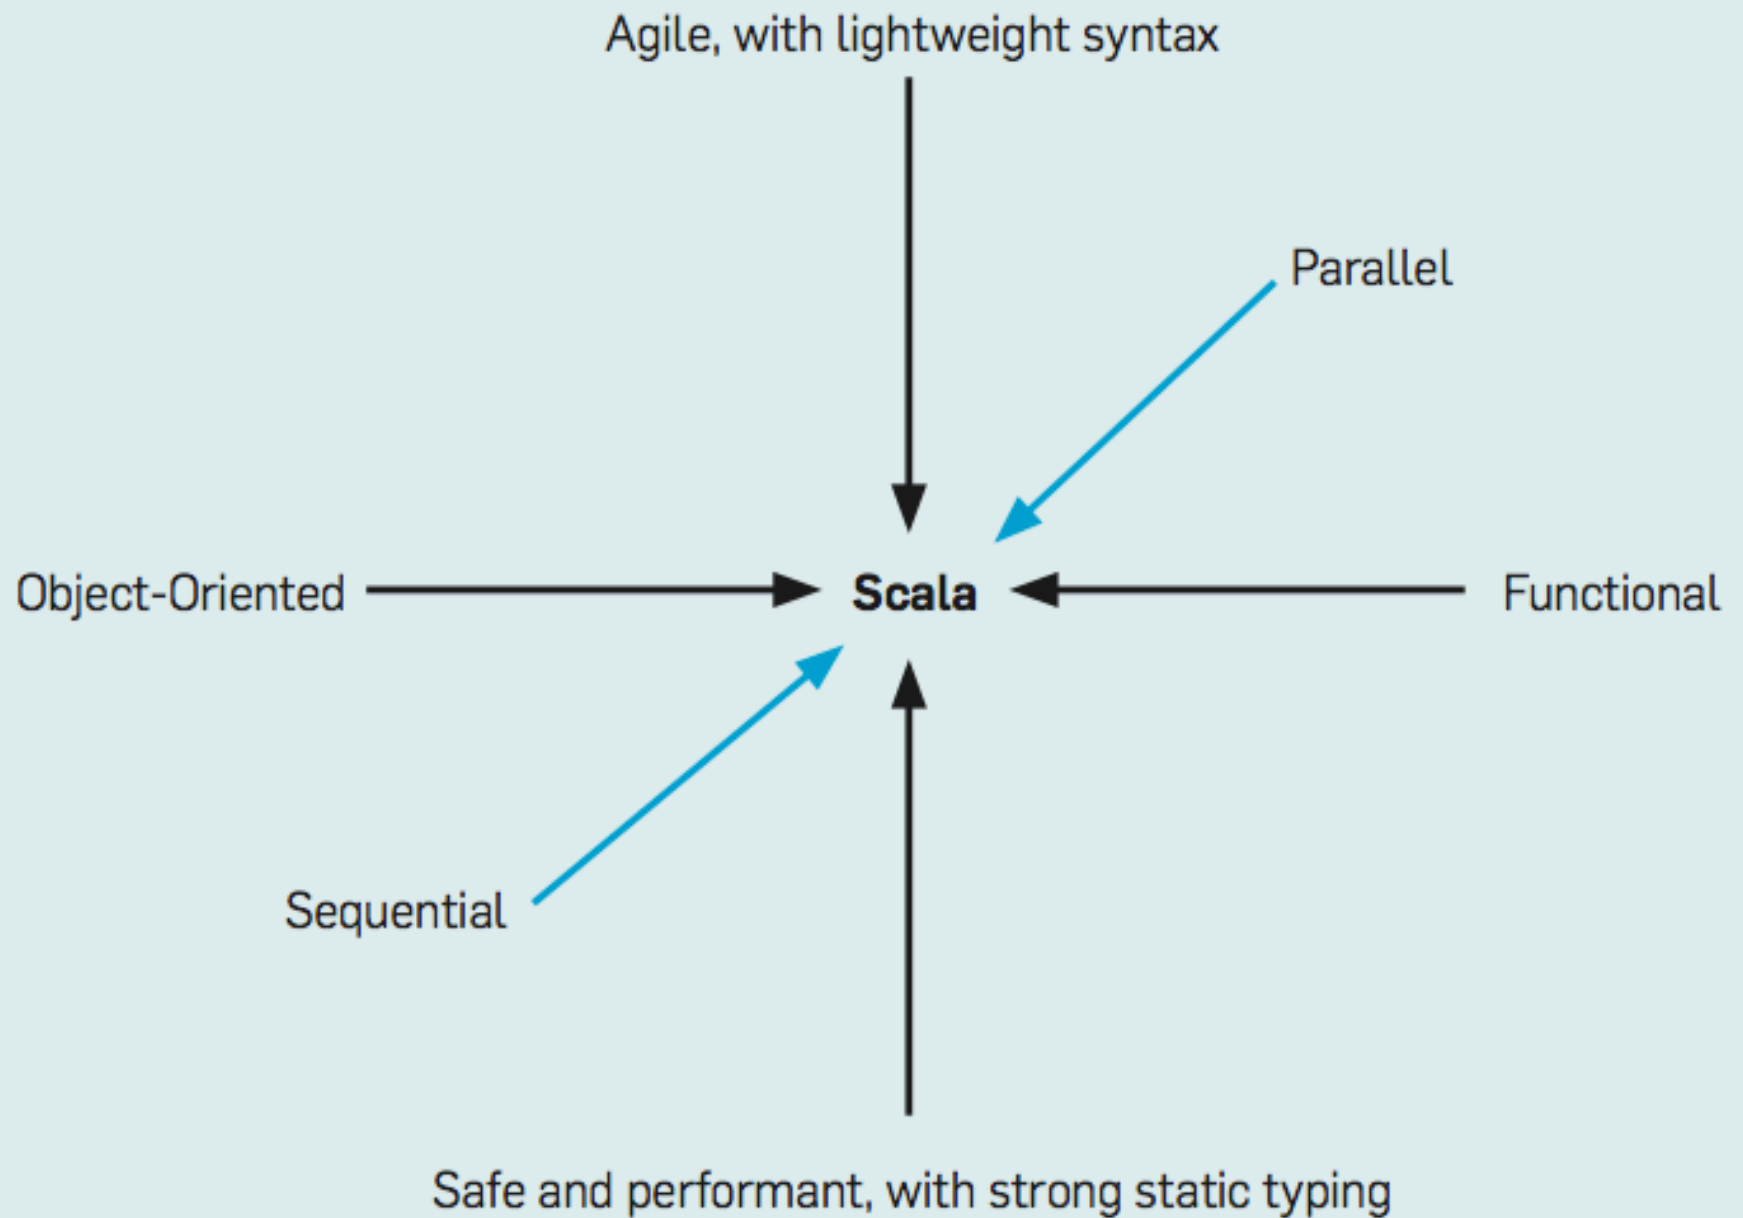 Agile, with lightweight syntax
Parallel
Object-Oriented
Scala
Functional
Sequential
Safe and performant, with strong static typing